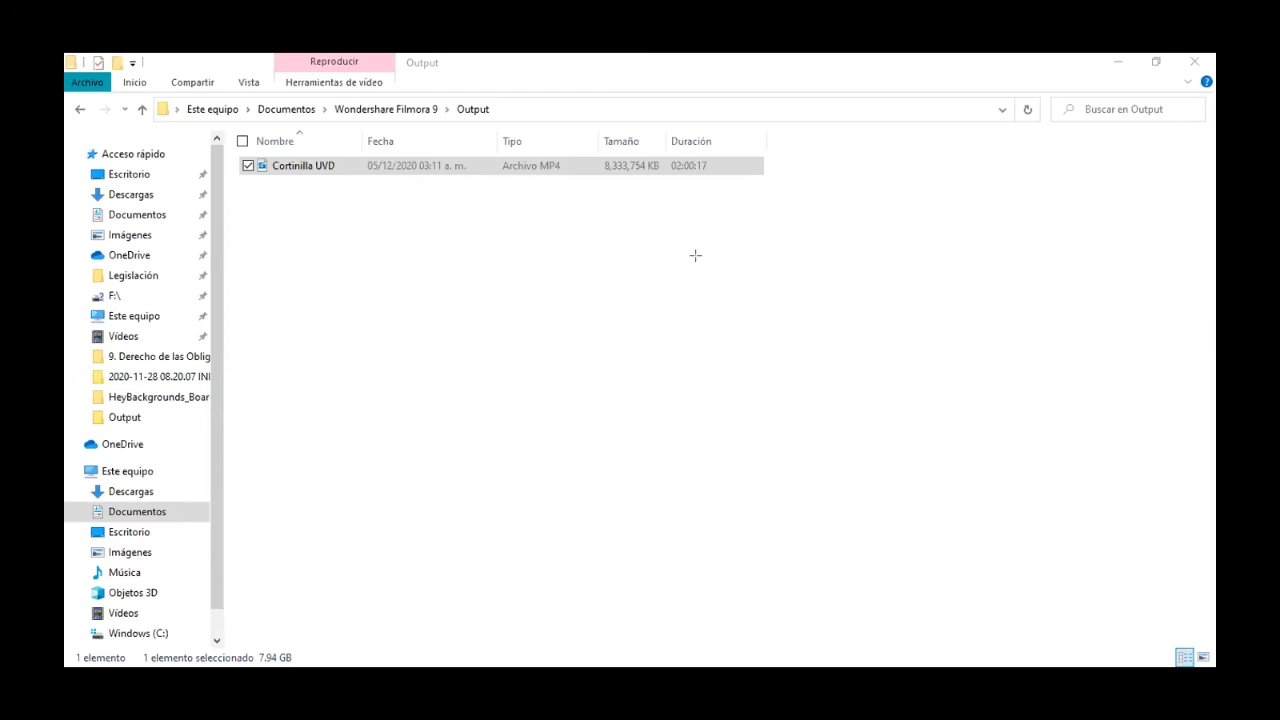 Reproducir
Output
Archivo
Inicio
Compartir
Vista
Herramientas de vídeo
Este equipo > Documentos > Wondershare Filmora 9 > Output
Buscar en Output
Nombre
Fecha
Tipo
Tamaño
Duración
Cortinilla UVD
05/12/2020 03:11 a. m.
Archivo MP4
8,333,754 KB
02:00:17
Acceso rápido
Escritorio
Descargas
Documentos
Imágenes
OneDrive
Legislación
F:\
Este equipo
Vídeos
9. Derecho de las Oblig
2020-11-28 08.20.07 INI
HeyBackgrounds_Boar
Output
OneDrive
Este equipo
Descargas
Documentos
Escritorio
Imágenes
Música
Objetos 3D
Vídeos
Windows (C:)
1 elemento
1 elemento seleccionado 7.94 GB